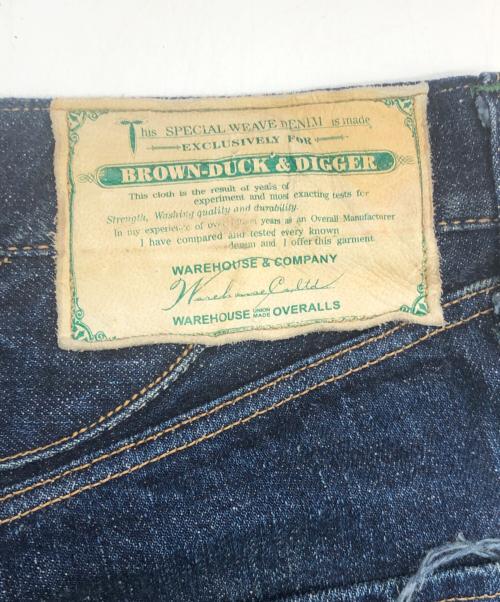 This SPECIAL WEAVE DENIM is made
EXCLUSIVELY FOR
BROWN-DUCK & DIGGER
This cloth is the result of years of
experiment and most exacting tests for
Strength, Washing quality and durability.
In my experience of over years as an Overall Manufacturer
I have compared and tested every known
denim and I offer this garment
WAREHOUSE & COMPANY
Warehouse Co,ltd
WAREHOUSE UNION MADE OVERALLS